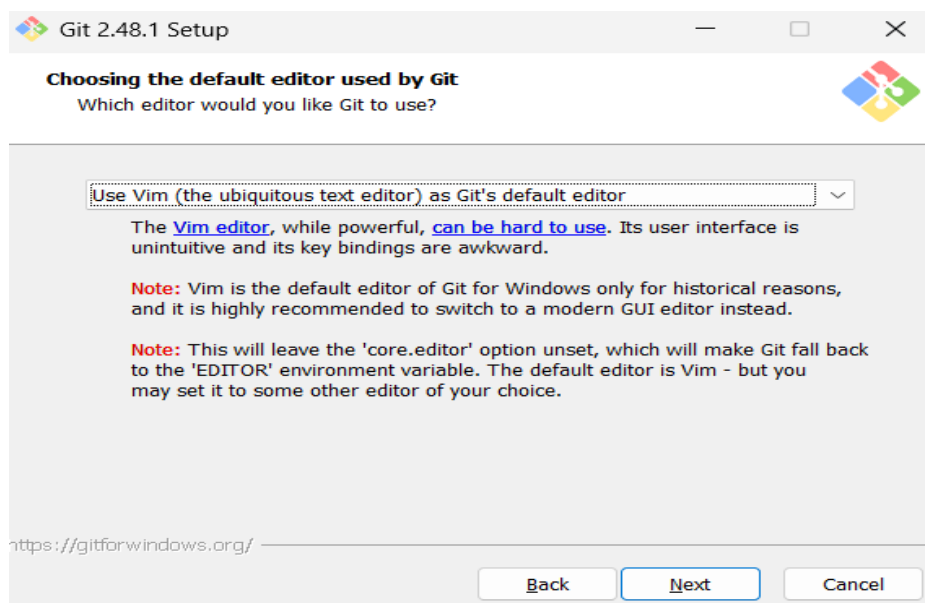 Git 2.48.1 Setup
Choosing the default editor used by Git
Which editor would you like Git to use?
Use Vim (the ubiquitous text editor) as Git's default editor
The Vim editor, while powerful, can be hard to use. Its user interface is
unintuitive and its key bindings are awkward.
Note: Vim is the default editor of Git for Windows only for historical reasons,
and it is highly recommended to switch to a modern GUI editor instead.
Note: This will leave the 'core.editor' option unset, which will make Git fall back
to the 'EDITOR' environment variable. The default editor is Vim - but you
may set it to some other editor of your choice.
https://gitforwindows.org/
Back Next Cancel